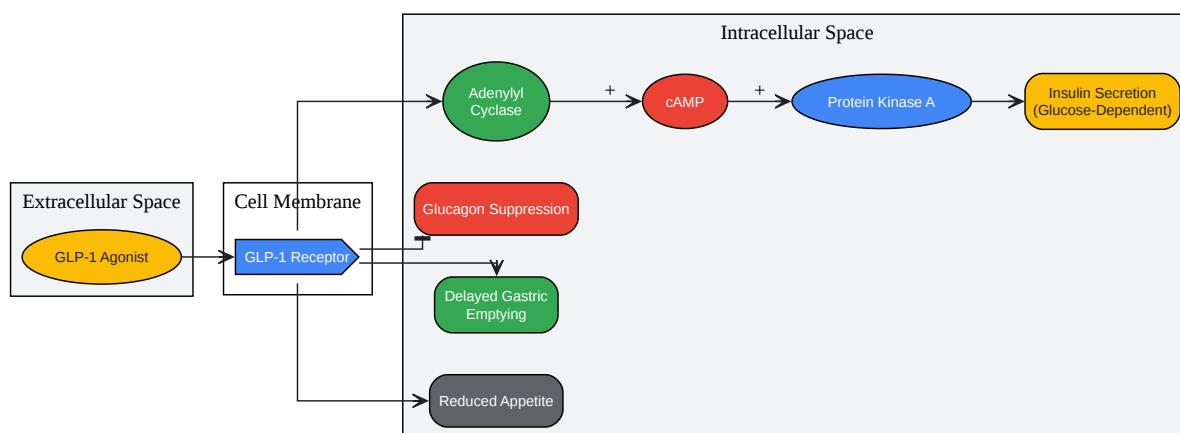 Intracellular Space
Adenylyl
Cyclase
+
cAMP
+
Protein Kinase A
Insulin Secretion
(Glucose-Dependent)
Extracellular Space
GLP-1 Agonist
Cell Membrane
GLP-1 Receptor
Glucagon Suppression
Delayed Gastric
Emptying
Reduced Appetite